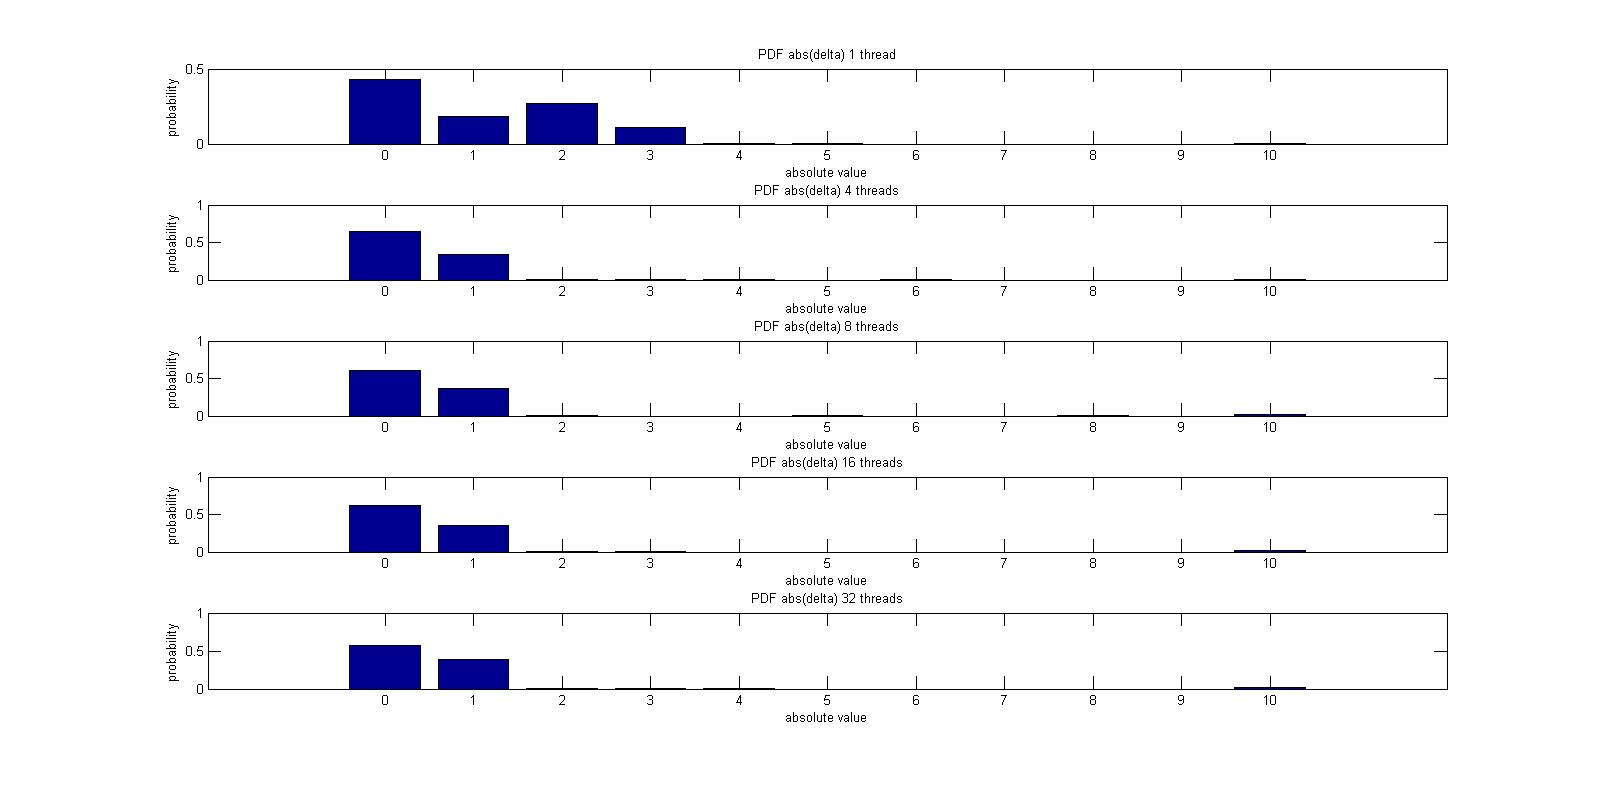 PDF abs(delta) 1 thread
0.5
probability
0
0 1 2 3 4 5 6 7 8 9 10
absolute value
PDF abs(delta) 4 threads
1
probability
0.5
0
0 1 2 3 4 5 6 7 8 9 10
absolute value
PDF abs(delta) 8 threads
1
probability
0.5
0
0 1 2 3 4 5 6 7 8 9 10
absolute value
PDF abs(delta) 16 threads
1
probability
0.5
0
0 1 2 3 4 5 6 7 8 9 10
absolute value
PDF abs(delta) 32 threads
1
probability
0.5
0
0 1 2 3 4 5 6 7 8 9 10
absolute value